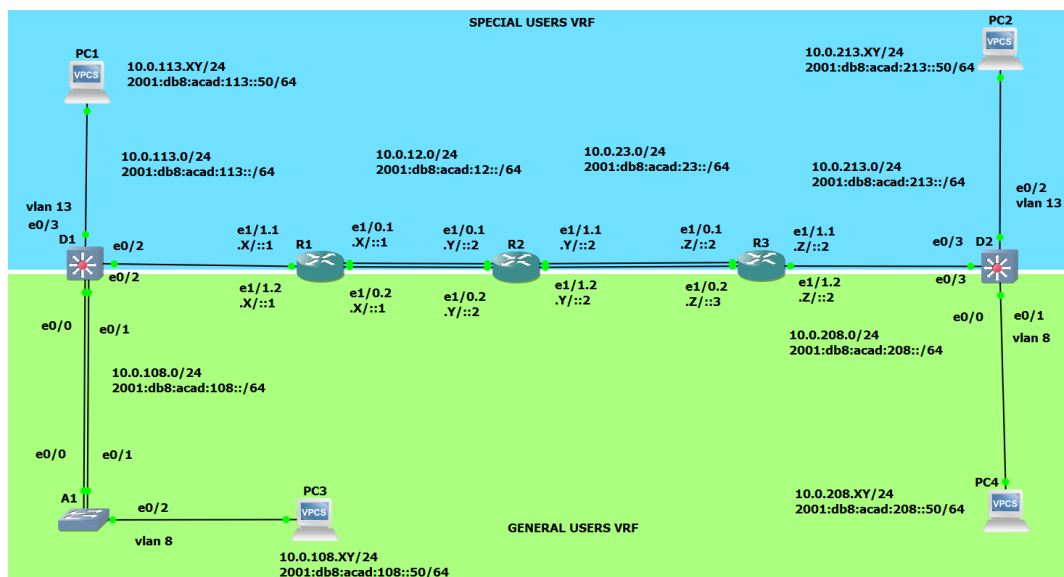 SPECIAL USERS VRF
PC1
VPCS
10.0.113.XY/24
2001:db8:acad:113::50/64
PC2
VPCS
10.0.213.XY/24
2001:db8:acad:213::50/64
10.0.113.0/24
2001:db8:acad:113::/64
10.0.12.0/24
2001:db8:acad:12::/64
10.0.23.0/24
2001:db8:acad:23::/64
10.0.213.0/24
2001:db8:acad:213::/64
e0/2
vlan 13
vlan 13
e0/3
D1
e0/2
e0/2
e1/1.1
.X/::1
R1
e1/0.1
.X/::1
e1/0.1
.Y/::2
R2
e1/1.1
.Y/::2
e1/0.1
.Z/::2
R3
e1/1.1
.Z/::2
e0/3
D2
e0/3
e1/1.2
.X/::1
e1/0.2
.X/::1
e1/0.2
.Y/::2
e1/1.2
.Y/::2
e1/0.2
.Z/::3
e1/1.2
.Z/::2
e0/0
e0/1
vlan 8
e0/0
e0/1
10.0.208.0/24
2001:db8:acad:208::/64
10.0.108.0/24
2001:db8:acad:108::/64
e0/0
e0/1
A1
e0/2
vlan 8
PC3
VPCS
10.0.108.XY/24
2001:db8:acad:108::50/64
GENERAL USERS VRF
10.0.208.XY/24
2001:db8:acad:208::50/64
PC4
VPCS